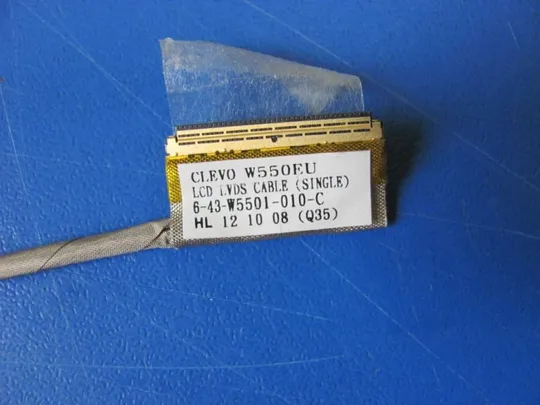 CLEVO W550EU
LCD LVDS CABLE (SINGLE)
6-43-W5501-010-C
HL 12 10 08 (Q35)